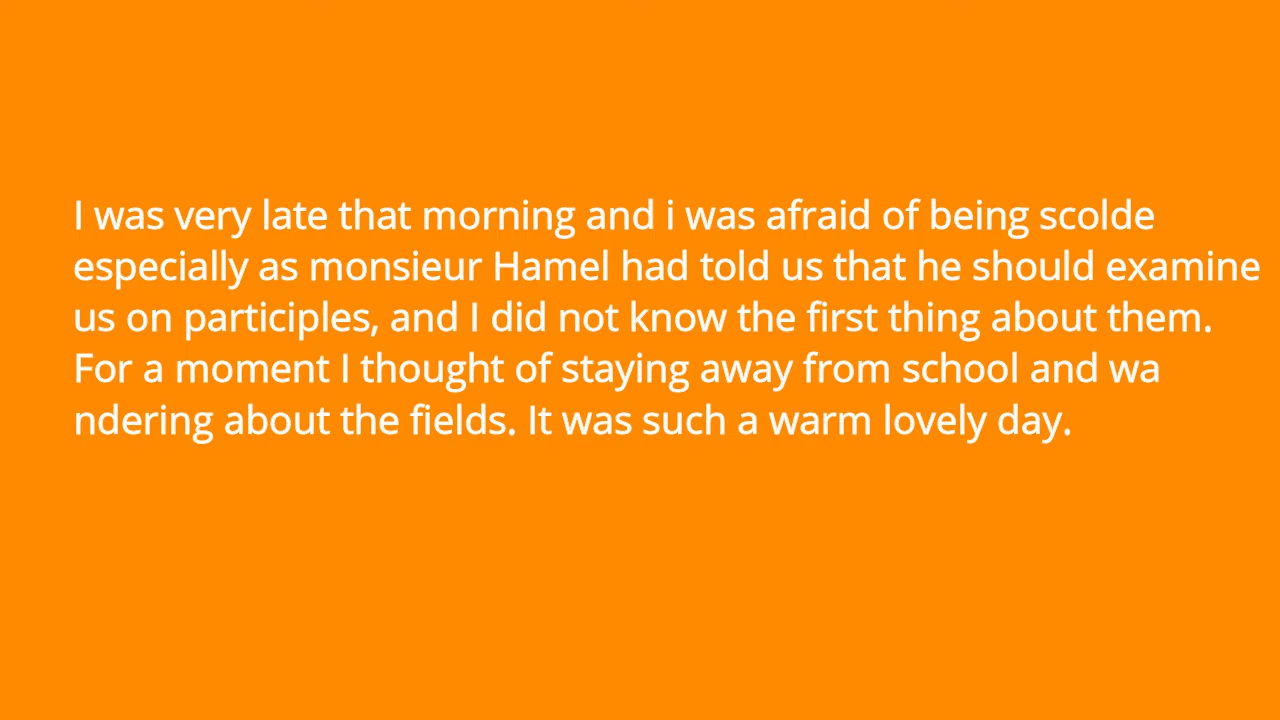 I was very late that morning and i was afraid of being scolde
especially as monsieur Hamel had told us that he should examine
us on participles, and I did not know the first thing about them.
For a moment I thought of staying away from school and wa
ndering about the fields. It was such a warm lovely day.